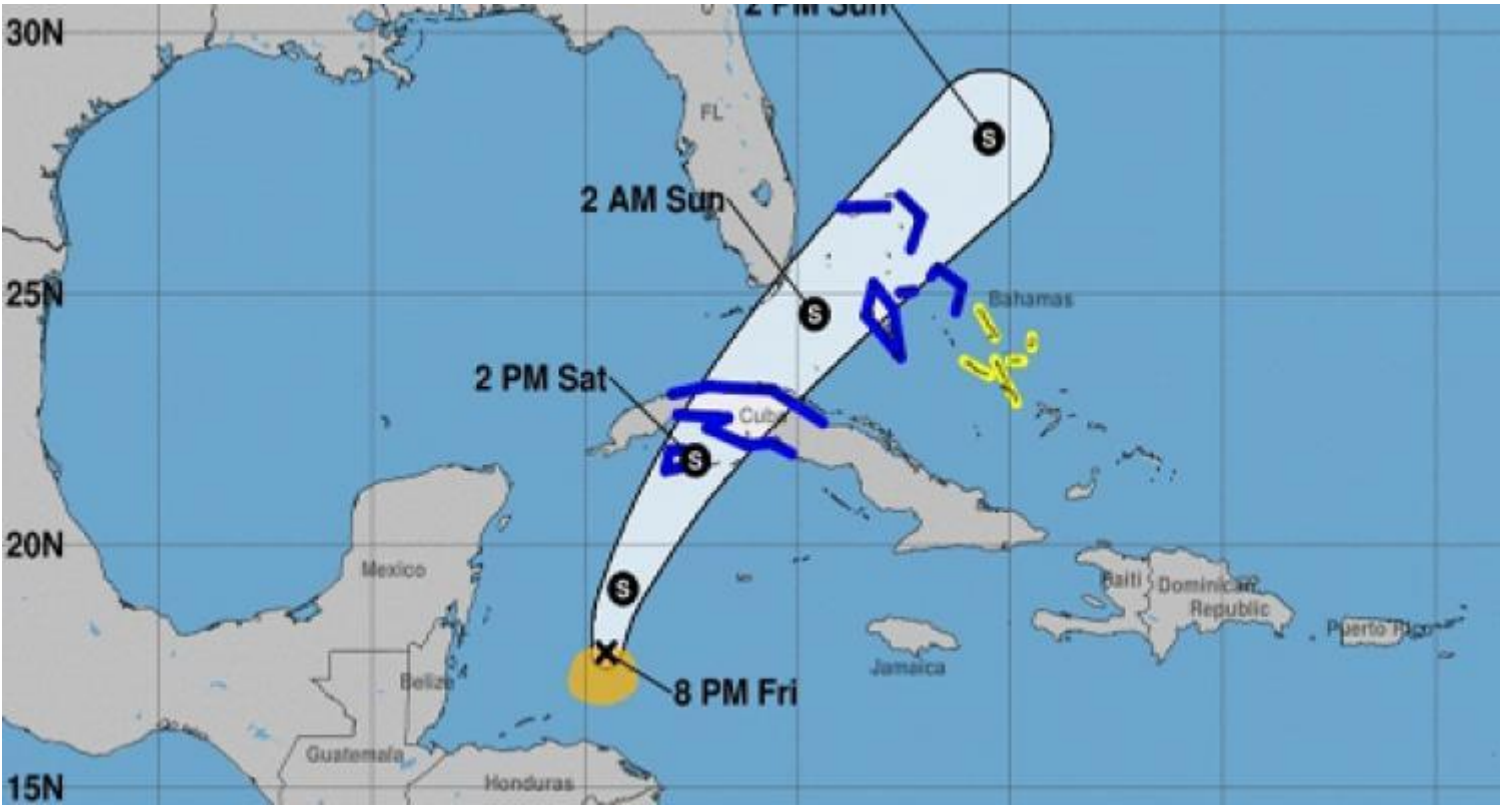 2 PM Sun
30N
FL
2 AM Sun
S
25N
Bahamas
S
2 PM Sat
Cuba
S
20N
Mexico
S
Haiti
Dominican
Republic
Puerto Rico
Jamaica
Belize
8 PM Fri
Guatemala
Honduras
15N